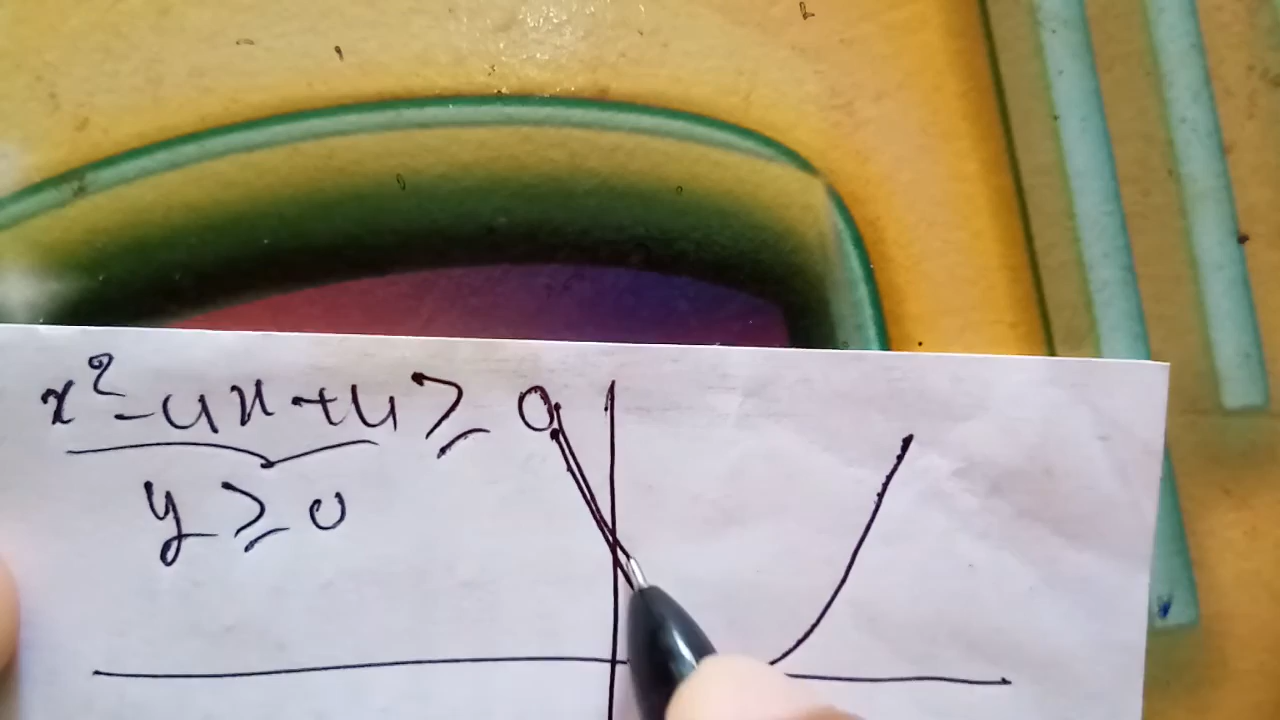 x² - 4x + 4 ≥ 0
y ≥ 0